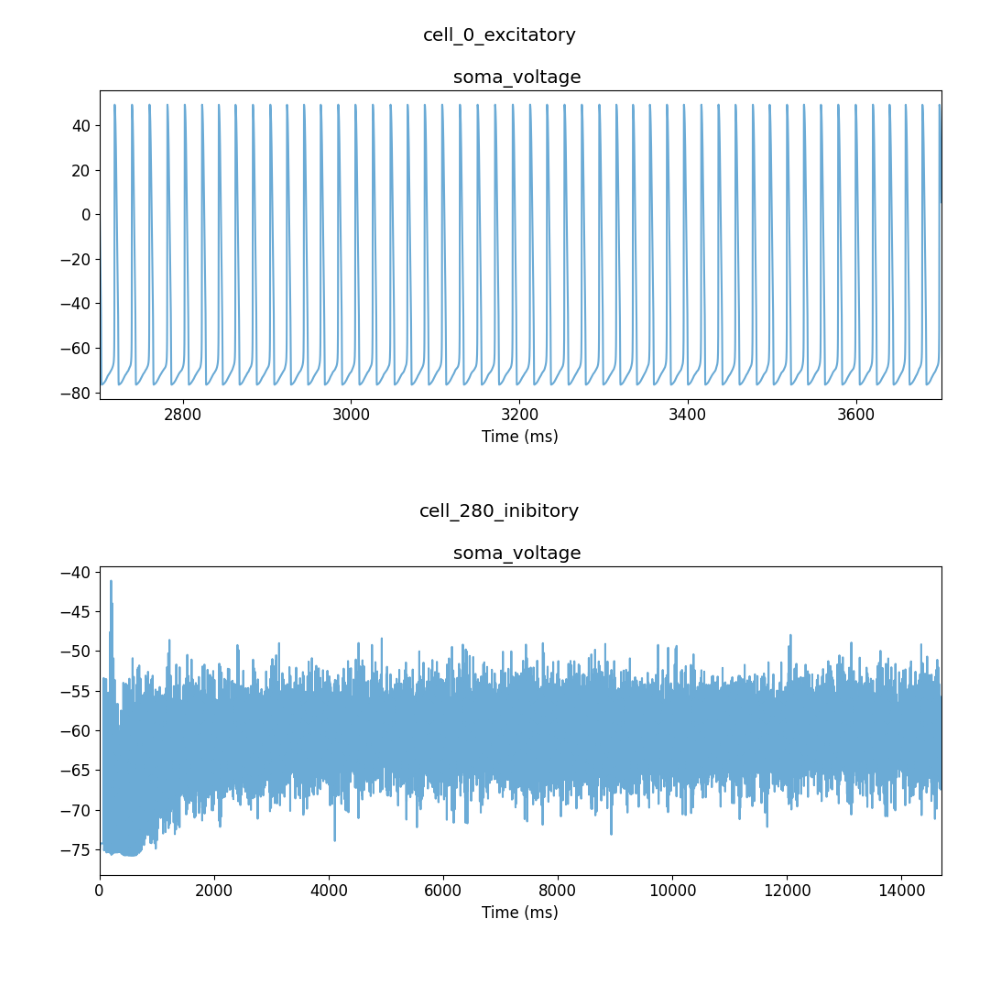 cell_0_excitatory
soma_voltage
40
20
0
−20
−40
−60
−80
2800 3000 3200 3400 3600
Time (ms)
cell_280_inibitory
soma_voltage
−40
−45
−50
−55
−60
−65
−70
−75
0 2000 4000 6000 8000 10000 12000 14000
Time (ms)